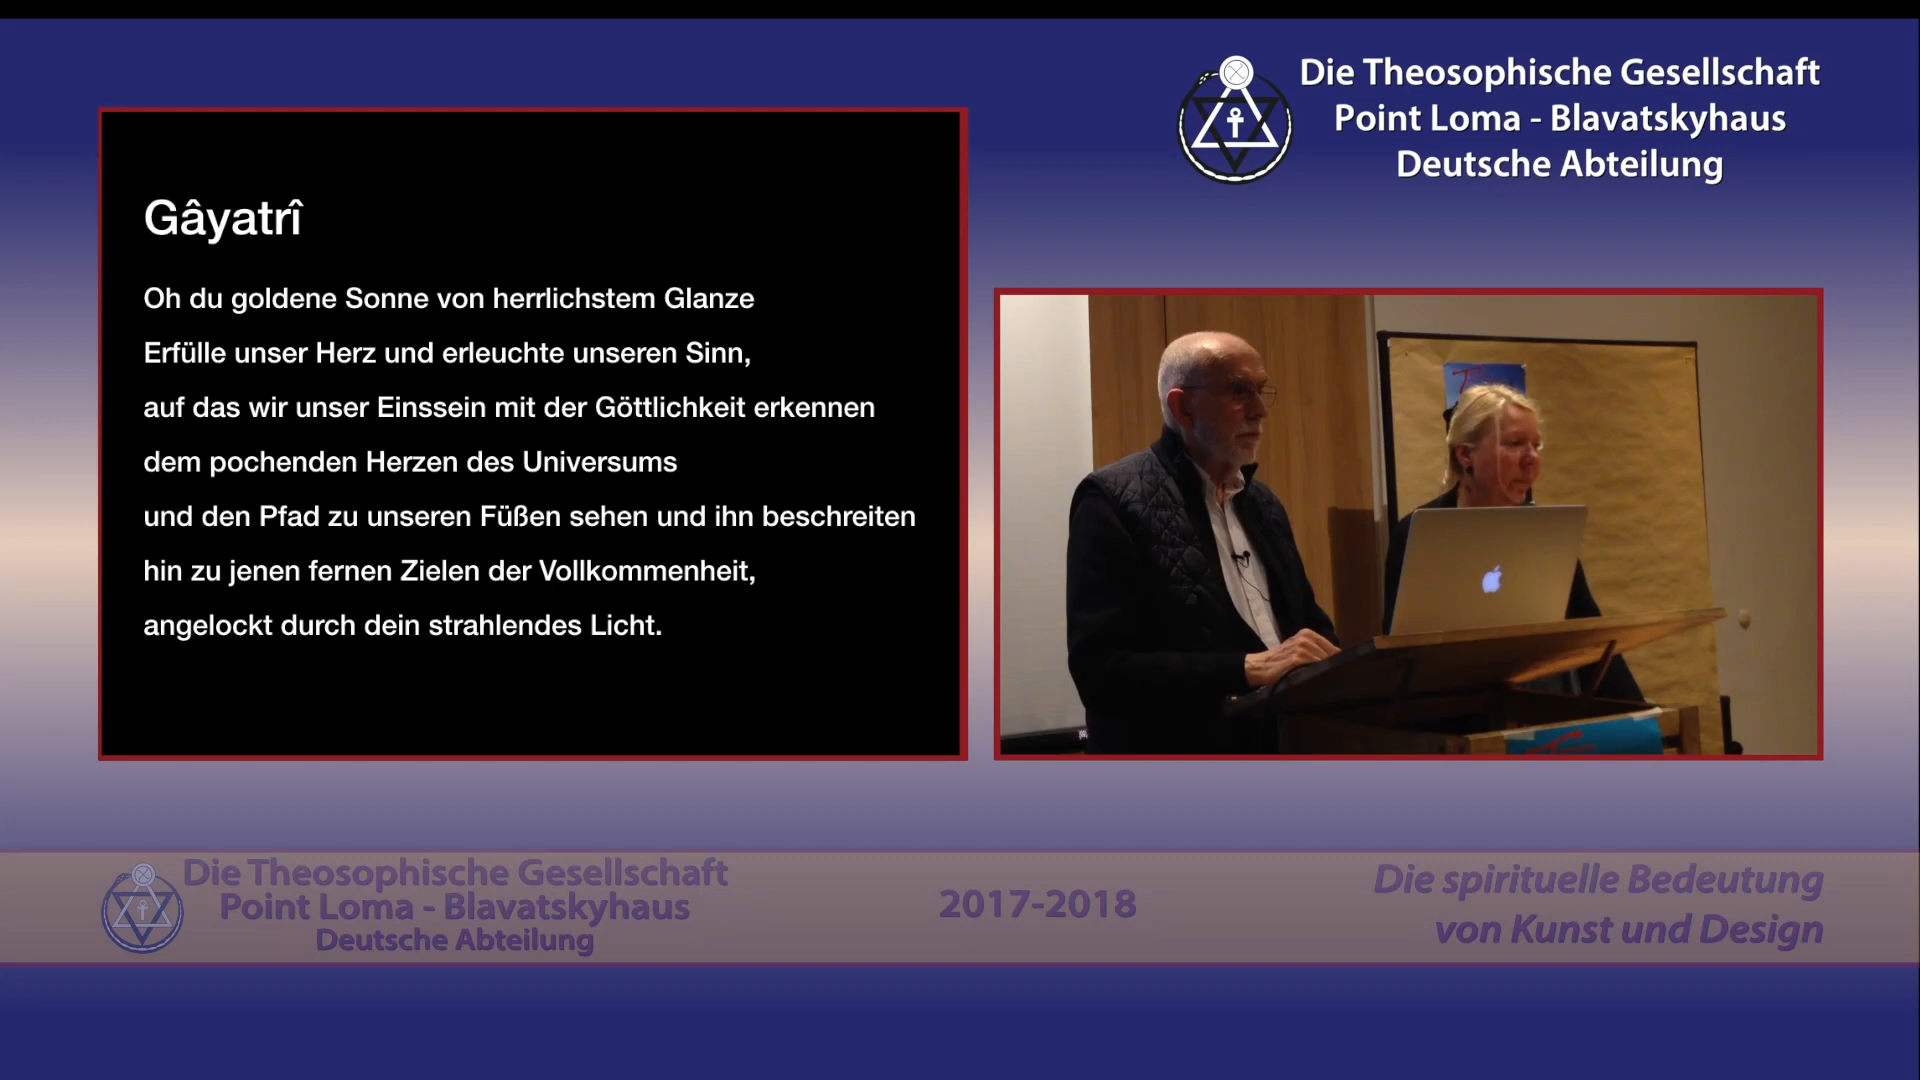 Die Theosophische Gesellschaft
Point Loma - Blavatskyhaus
Deutsche Abteilung
Gâyatrî
Oh du goldene Sonne von herrlichstem Glanze
Erfülle unser Herz und erleuchte unseren Sinn,
auf das wir unser Einssein mit der Göttlichkeit erkennen
dem pochenden Herzen des Universums
und den Pfad zu unseren Füßen sehen und ihn beschreiten
hin zu jenen fernen Zielen der Vollkommenheit,
angelockt durch dein strahlendes Licht.
Die Theosophische Gesellschaft
Point Loma - Blavatskyhaus
Deutsche Abteilung
2017-2018
Die spirituelle Bedeutung
von Kunst und Design